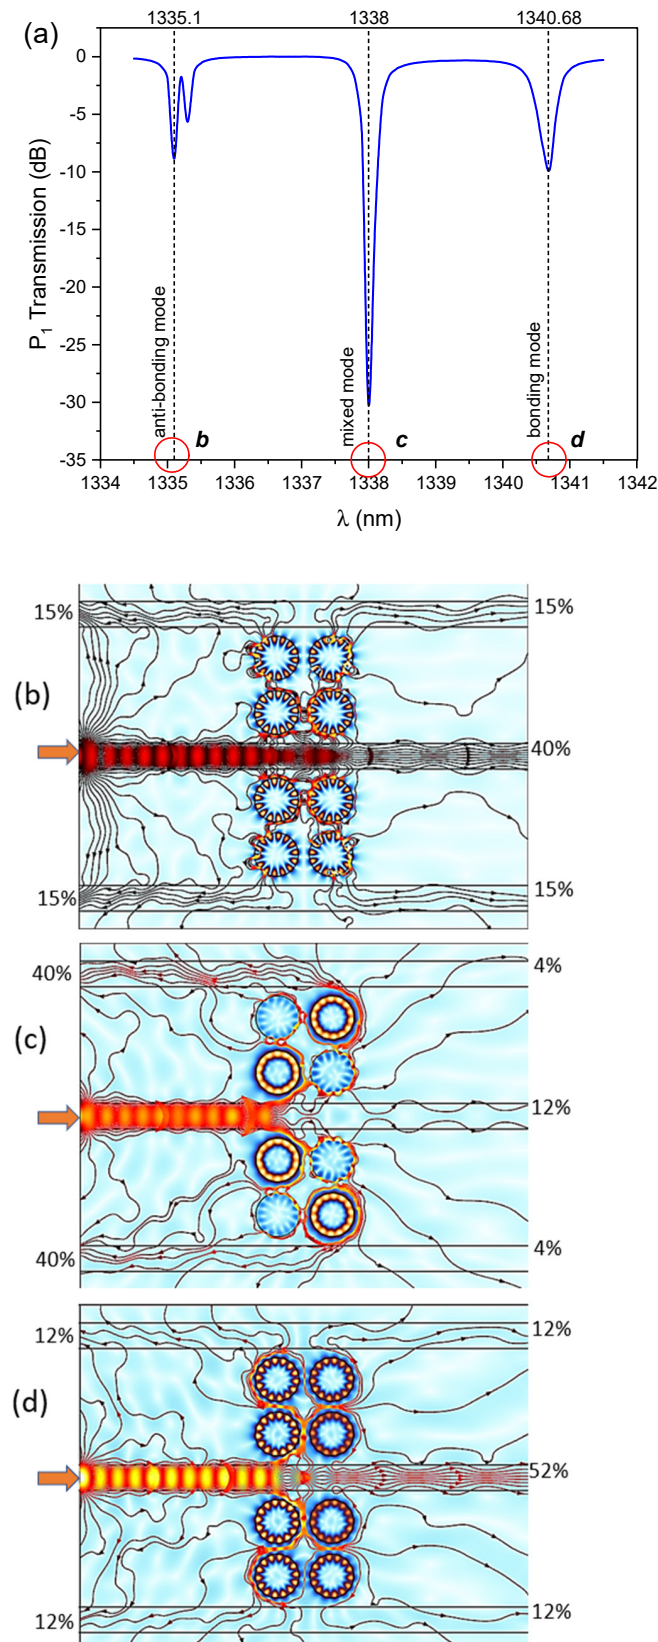 (a)
1335.1 1338 1340.68
0
-5
-10
-15
-20
-25
-30
-35
P1 Transmission (dB)
anti-bonding mode
mixed mode
bonding mode
b c d
1334 1335 1336 1337 1338 1339 1340 1341 1342
λ (nm)
15% 15%
(b)
40%
15% 15%
40% 4%
(c)
12%
40% 4%
12% 12%
(d)
52%
12% 12%